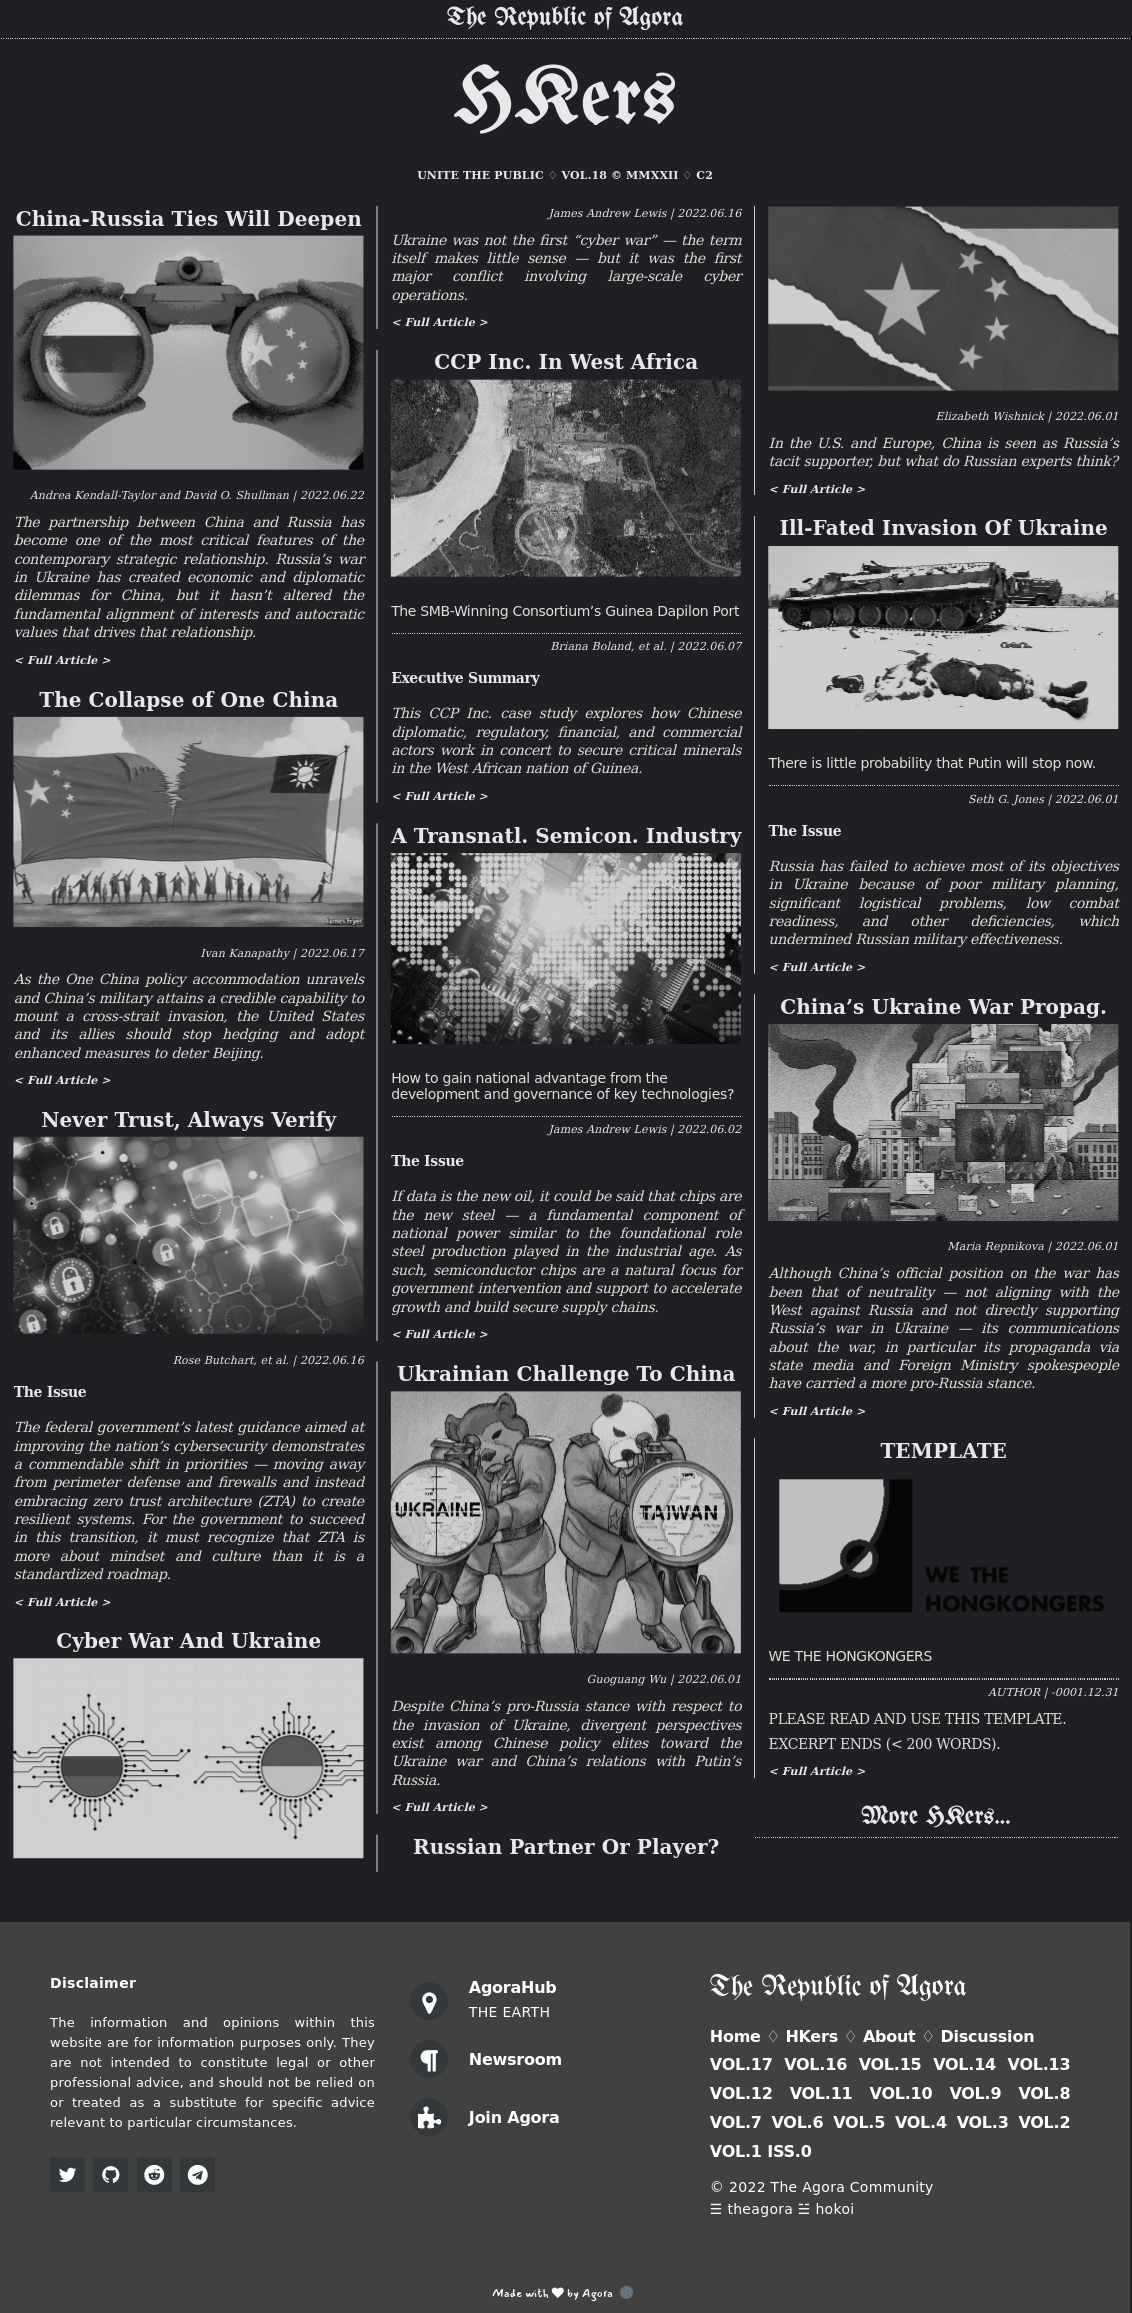 The Republic of Agora
HKers
UNITE THE PUBLIC ♢ VOL.18 © MMXXII ♢ C2
China-Russia Ties Will Deepen
Andrea Kendall-Taylor and David O. Shullman | 2022.06.22
The partnership between China and Russia has
become one of the most critical features of the
contemporary strategic relationship. Russia’s war
in Ukraine has created economic and diplomatic
dilemmas for China, but it hasn’t altered the
fundamental alignment of interests and autocratic
values that drives that relationship.
< Full Article >
The Collapse of One China
James Fryer
Ivan Kanapathy | 2022.06.17
As the One China policy accommodation unravels
and China’s military attains a credible capability to
mount a cross-strait invasion, the United States
and its allies should stop hedging and adopt
enhanced measures to deter Beijing.
< Full Article >
Never Trust, Always Verify
Rose Butchart, et al. | 2022.06.16
The Issue
The federal government’s latest guidance aimed at
improving the nation’s cybersecurity demonstrates
a commendable shift in priorities — moving away
from perimeter defense and firewalls and instead
embracing zero trust architecture (ZTA) to create
resilient systems. For the government to succeed
in this transition, it must recognize that ZTA is
more about mindset and culture than it is a
standardized roadmap.
< Full Article >
Cyber War And Ukraine
James Andrew Lewis | 2022.06.16
Ukraine was not the first “cyber war” — the term
itself makes little sense — but it was the first
major conflict involving large-scale cyber
operations.
< Full Article >
CCP Inc. In West Africa
The SMB-Winning Consortium’s Guinea Dapilon Port
Briana Boland, et al. | 2022.06.07
Executive Summary
This CCP Inc. case study explores how Chinese
diplomatic, regulatory, financial, and commercial
actors work in concert to secure critical minerals
in the West African nation of Guinea.
< Full Article >
A Transnatl. Semicon. Industry
How to gain national advantage from the
development and governance of key technologies?
James Andrew Lewis | 2022.06.02
The Issue
If data is the new oil, it could be said that chips are
the new steel — a fundamental component of
national power similar to the foundational role
steel production played in the industrial age. As
such, semiconductor chips are a natural focus for
government intervention and support to accelerate
growth and build secure supply chains.
< Full Article >
Ukrainian Challenge To China
UKRAINE
TAIWAN
Guoguang Wu | 2022.06.01
Despite China’s pro-Russia stance with respect to
the invasion of Ukraine, divergent perspectives
exist among Chinese policy elites toward the
Ukraine war and China’s relations with Putin’s
Russia.
< Full Article >
Russian Partner Or Player?
Elizabeth Wishnick | 2022.06.01
In the U.S. and Europe, China is seen as Russia’s
tacit supporter, but what do Russian experts think?
< Full Article >
Ill-Fated Invasion Of Ukraine
There is little probability that Putin will stop now.
Seth G. Jones | 2022.06.01
The Issue
Russia has failed to achieve most of its objectives
in Ukraine because of poor military planning,
significant logistical problems, low combat
readiness, and other deficiencies, which
undermined Russian military effectiveness.
< Full Article >
China’s Ukraine War Propag.
Maria Repnikova | 2022.06.01
Although China’s official position on the war has
been that of neutrality — not aligning with the
West against Russia and not directly supporting
Russia’s war in Ukraine — its communications
about the war, in particular its propaganda via
state media and Foreign Ministry spokespeople
have carried a more pro-Russia stance.
< Full Article >
TEMPLATE
WE THE
HONGKONGERS
WE THE HONGKONGERS
AUTHOR | -0001.12.31
PLEASE READ AND USE THIS TEMPLATE.
EXCERPT ENDS (< 200 WORDS).
< Full Article >
More HKers...
Disclaimer
The information and opinions within this
website are for information purposes only. They
are not intended to constitute legal or other
professional advice, and should not be relied on
or treated as a substitute for specific advice
relevant to particular circumstances.
AgoraHub
THE EARTH
Newsroom
Join Agora
The Republic of Agora
Home ♢ HKers ♢ About ♢ Discussion
VOL.17 VOL.16 VOL.15 VOL.14 VOL.13
VOL.12 VOL.11 VOL.10 VOL.9 VOL.8
VOL.7 VOL.6 VOL.5 VOL.4 VOL.3 VOL.2
VOL.1 ISS.0
© 2022 The Agora Community
☰ theagora ☱ hokoi
Made with ♥ by Agora